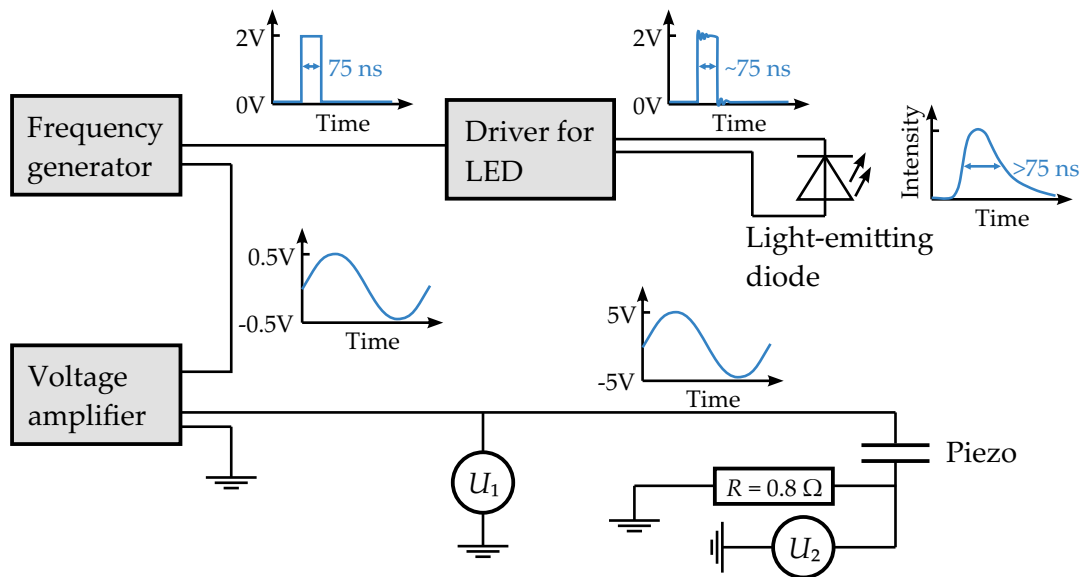 2V
75 ns
0V
Time
2V
~75 ns
0V
Time
Frequency
generator
Driver for
LED
Intensity
>75 ns
Time
Light-emitting
diode
0.5V
-0.5V
Time
5V
-5V
Time
Voltage
amplifier
U₁
Piezo
R = 0.8 Ω
U₂